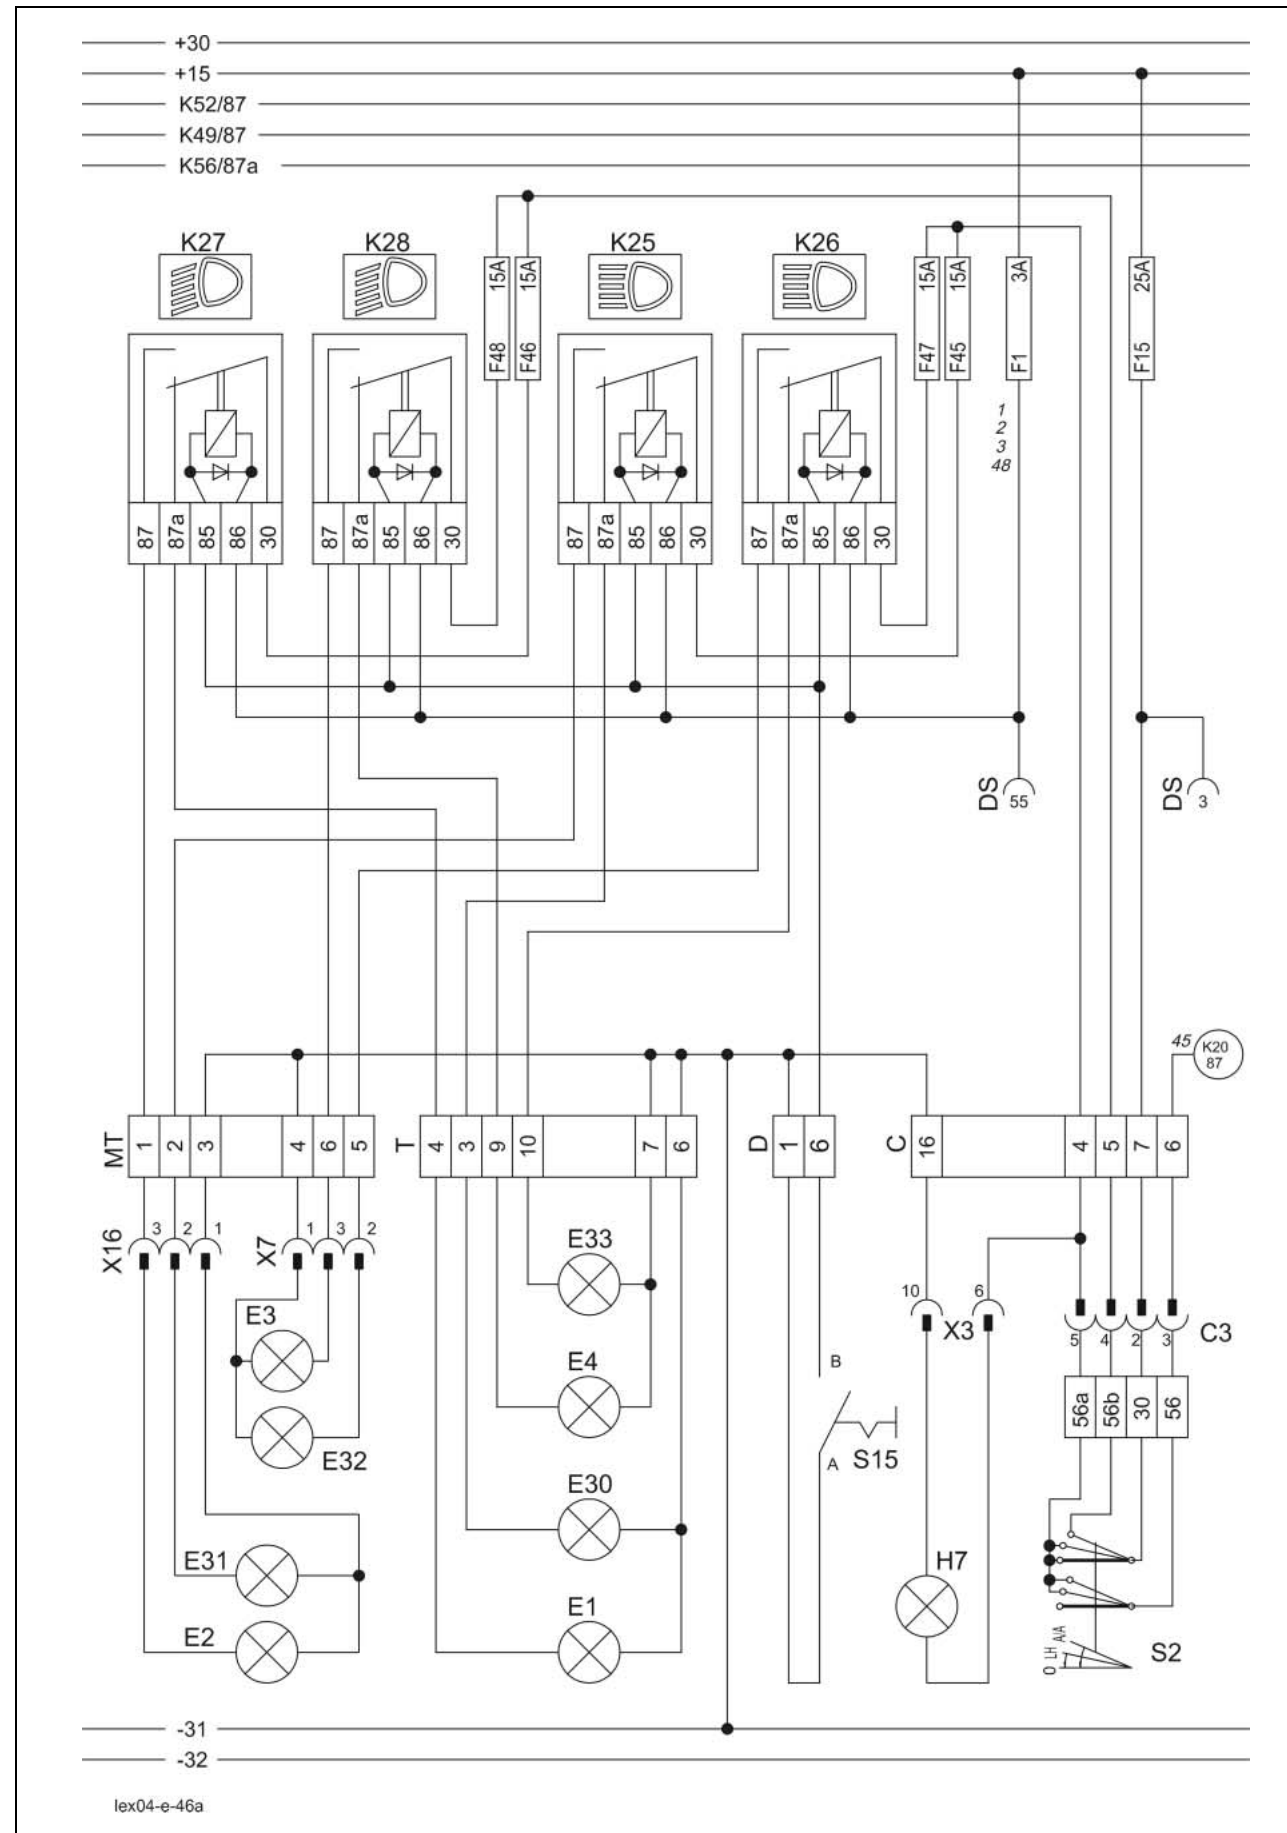 +30
+15
K52/87
K49/87
K56/87a
K27
K28
K25
K26
15A
15A
15A
15A
3A
25A
F48
F46
F47
F45
F1
F15
1
2
3
48
87 87a 85 86 30
87 87a 85 86 30
87 87a 85 86 30
87 87a 85 86 30
DS
55
DS
3
45
K20
87
MT
1 2 3 4 6 5
T
4 3 9 10 7 6
D
1 6
C
16 4 5 7 6
X16
3 2 1
X7
1 3 2
E33
E3
E4
E32
E30
E31
E2
E1
B
A
S15
10
6
X3
5 4 2 3
C3
56a 56b 30 56
H7
0 LH A/A
S2
-31
-32
lex04-e-46a